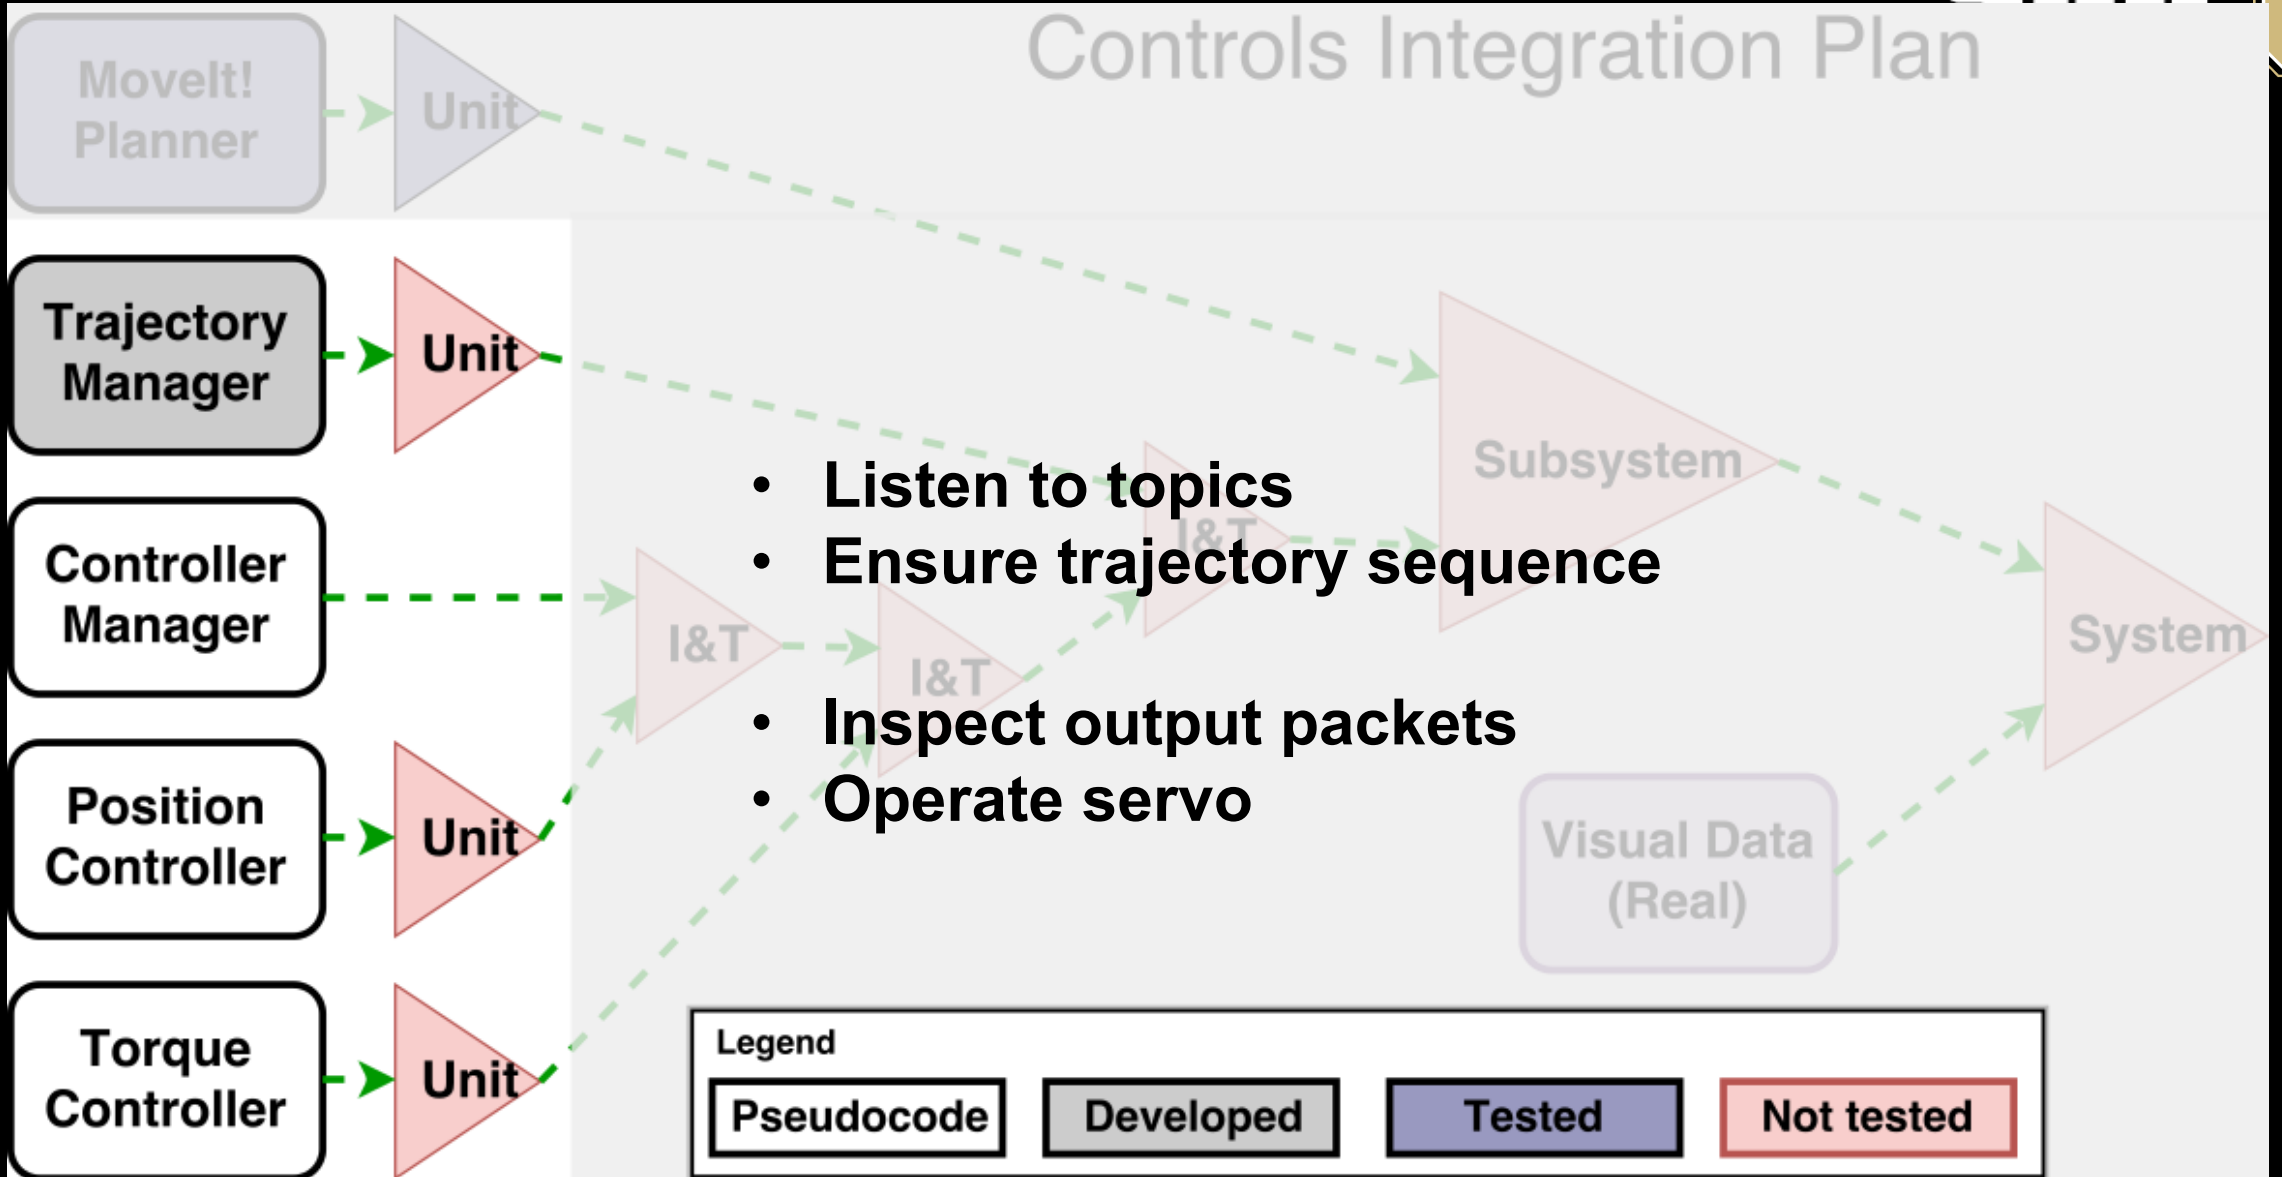 Controls Integration Plan
MoveIt!
Planner
Unit
Trajectory
Manager
Unit
Controller
Manager
Position
Controller
Unit
Torque
Controller
Unit
I&T
I&T
I&T
Subsystem
System
Visual Data
(Real)
• Listen to topics
• Ensure trajectory sequence
• Inspect output packets
• Operate servo
Legend
Pseudocode
Developed
Tested
Not tested